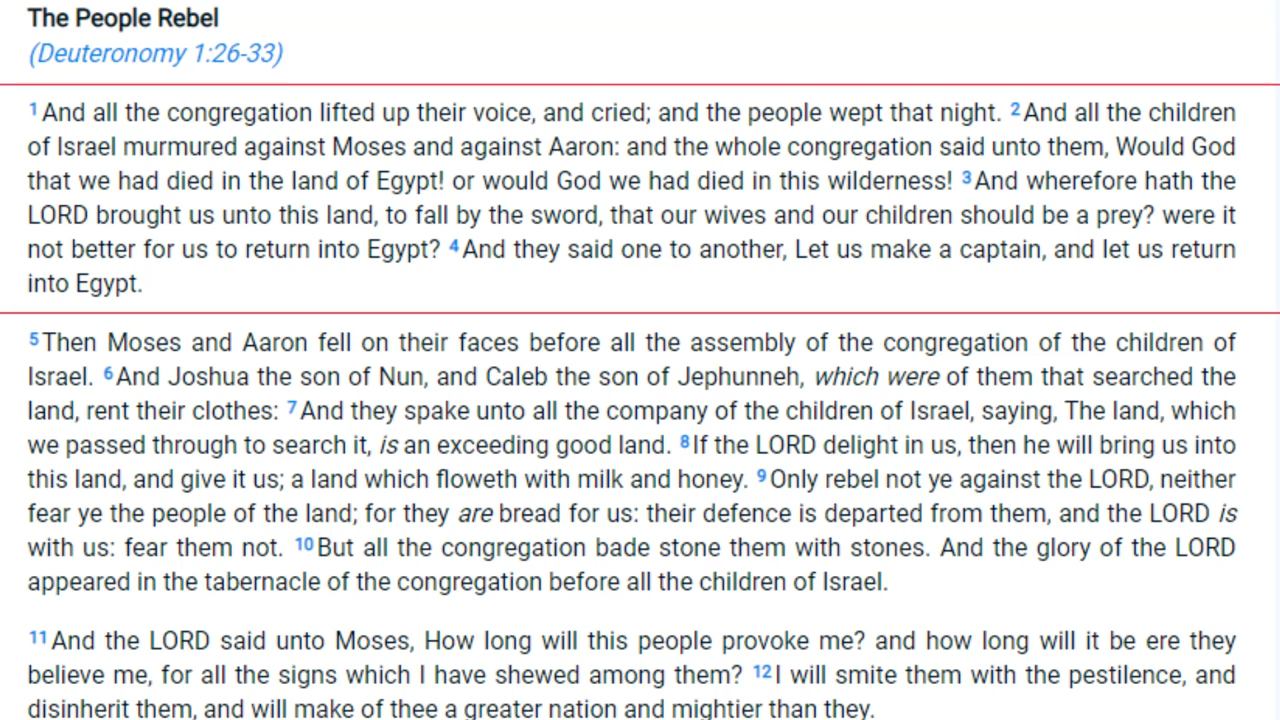 The People Rebel
(Deuteronomy 1:26-33)
1 And all the congregation lifted up their voice, and cried; and the people wept that night. 2 And all the children
of Israel murmured against Moses and against Aaron: and the whole congregation said unto them, Would God
that we had died in the land of Egypt! or would God we had died in this wilderness! 3 And wherefore hath the
LORD brought us unto this land, to fall by the sword, that our wives and our children should be a prey? were it
not better for us to return into Egypt? 4 And they said one to another, Let us make a captain, and let us return
into Egypt.
5 Then Moses and Aaron fell on their faces before all the assembly of the congregation of the children of
Israel. 6 And Joshua the son of Nun, and Caleb the son of Jephunneh, which were of them that searched the
land, rent their clothes: 7 And they spake unto all the company of the children of Israel, saying, The land, which
we passed through to search it, is an exceeding good land. 8 If the LORD delight in us, then he will bring us into
this land, and give it us; a land which floweth with milk and honey. 9 Only rebel not ye against the LORD, neither
fear ye the people of the land; for they are bread for us: their defence is departed from them, and the LORD is
with us: fear them not. 10 But all the congregation bade stone them with stones. And the glory of the LORD
appeared in the tabernacle of the congregation before all the children of Israel.
11 And the LORD said unto Moses, How long will this people provoke me? and how long will it be ere they
believe me, for all the signs which I have shewed among them? 12 I will smite them with the pestilence, and
disinherit them, and will make of thee a greater nation and mightier than they.